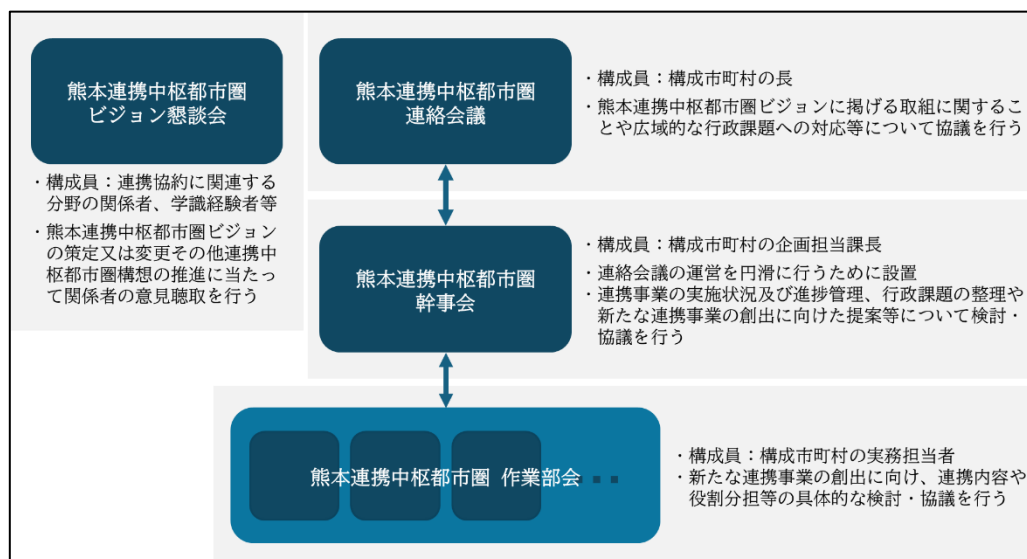 熊本連携中枢都市圏
ビジョン懇談会
・構成員：連携協約に関連する
分野の関係者、学識経験者等
・熊本連携中枢都市圏ビジョン
の策定又は変更その他連携中
枢都市圏構想の推進に当たっ
て関係者の意見聴取を行う
熊本連携中枢都市圏
連絡会議
・構成員：構成市町村の長
・熊本連携中枢都市圏ビジョンに掲げる取組に関するこ
とや広域的な行政課題への対応等について協議を行う
熊本連携中枢都市圏
幹事会
・構成員：構成市町村の企画担当課長
・連絡会議の運営を円滑に行うために設置
・連携事業の実施状況及び進捗管理、行政課題の整理や
新たな連携事業の創出に向けた提案等について検討・
協議を行う
熊本連携中枢都市圏 作業部会
・構成員：構成市町村の実務担当者
・新たな連携事業の創出に向け、連携内容や
役割分担等の具体的な検討・協議を行う